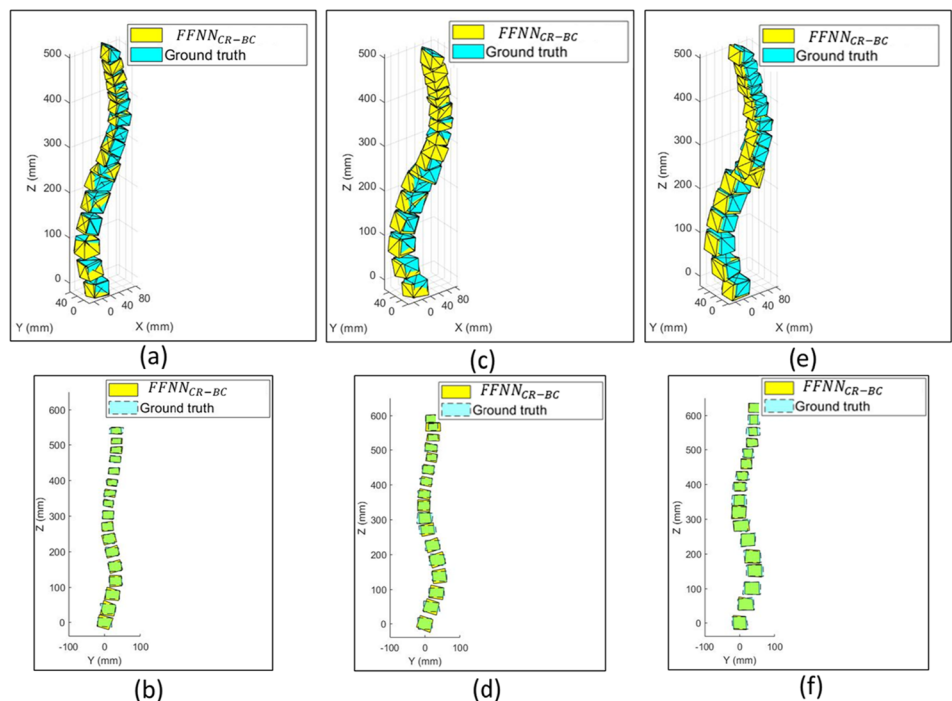 FFNN_CR−BC
Ground truth
500
400
300
200
100
0
Z (mm)
40
0
0
40
80
Y (mm)
X (mm)
(a)
FFNN_CR−BC
Ground truth
500
400
300
200
100
0
Z (mm)
40
0
0
40
80
Y (mm)
X (mm)
(c)
FFNN_CR−BC
Ground truth
500
400
300
200
100
0
Z (mm)
40
0
0
40
80
Y (mm)
X (mm)
(e)
FFNN_CR−BC
Ground truth
600
500
400
300
200
100
0
Z (mm)
-100
0
100
Y (mm)
(b)
FFNN_CR−BC
Ground truth
600
500
400
300
200
100
0
Z (mm)
-100
0
100
Y (mm)
(d)
FFNN_CR−BC
Ground truth
600
500
400
300
200
100
0
Z (mm)
-100
0
100
Y (mm)
(f)